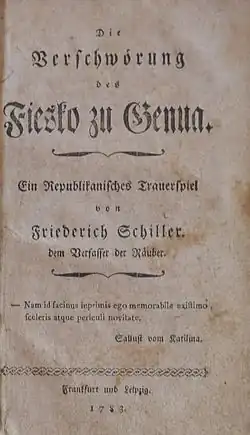 Die
Verschwörung
des
Fiesko zu Genua.
Ein Republikanisches Trauerspiel
von
Friederich Schiller.
dem Verfasser der Räuber.
— Nam id facinus inprimis ego memorabile existimo,
sceleris atque periculi novitate.
Sallust vom Katilina.
Frankfurt und Leipzig.
1783.